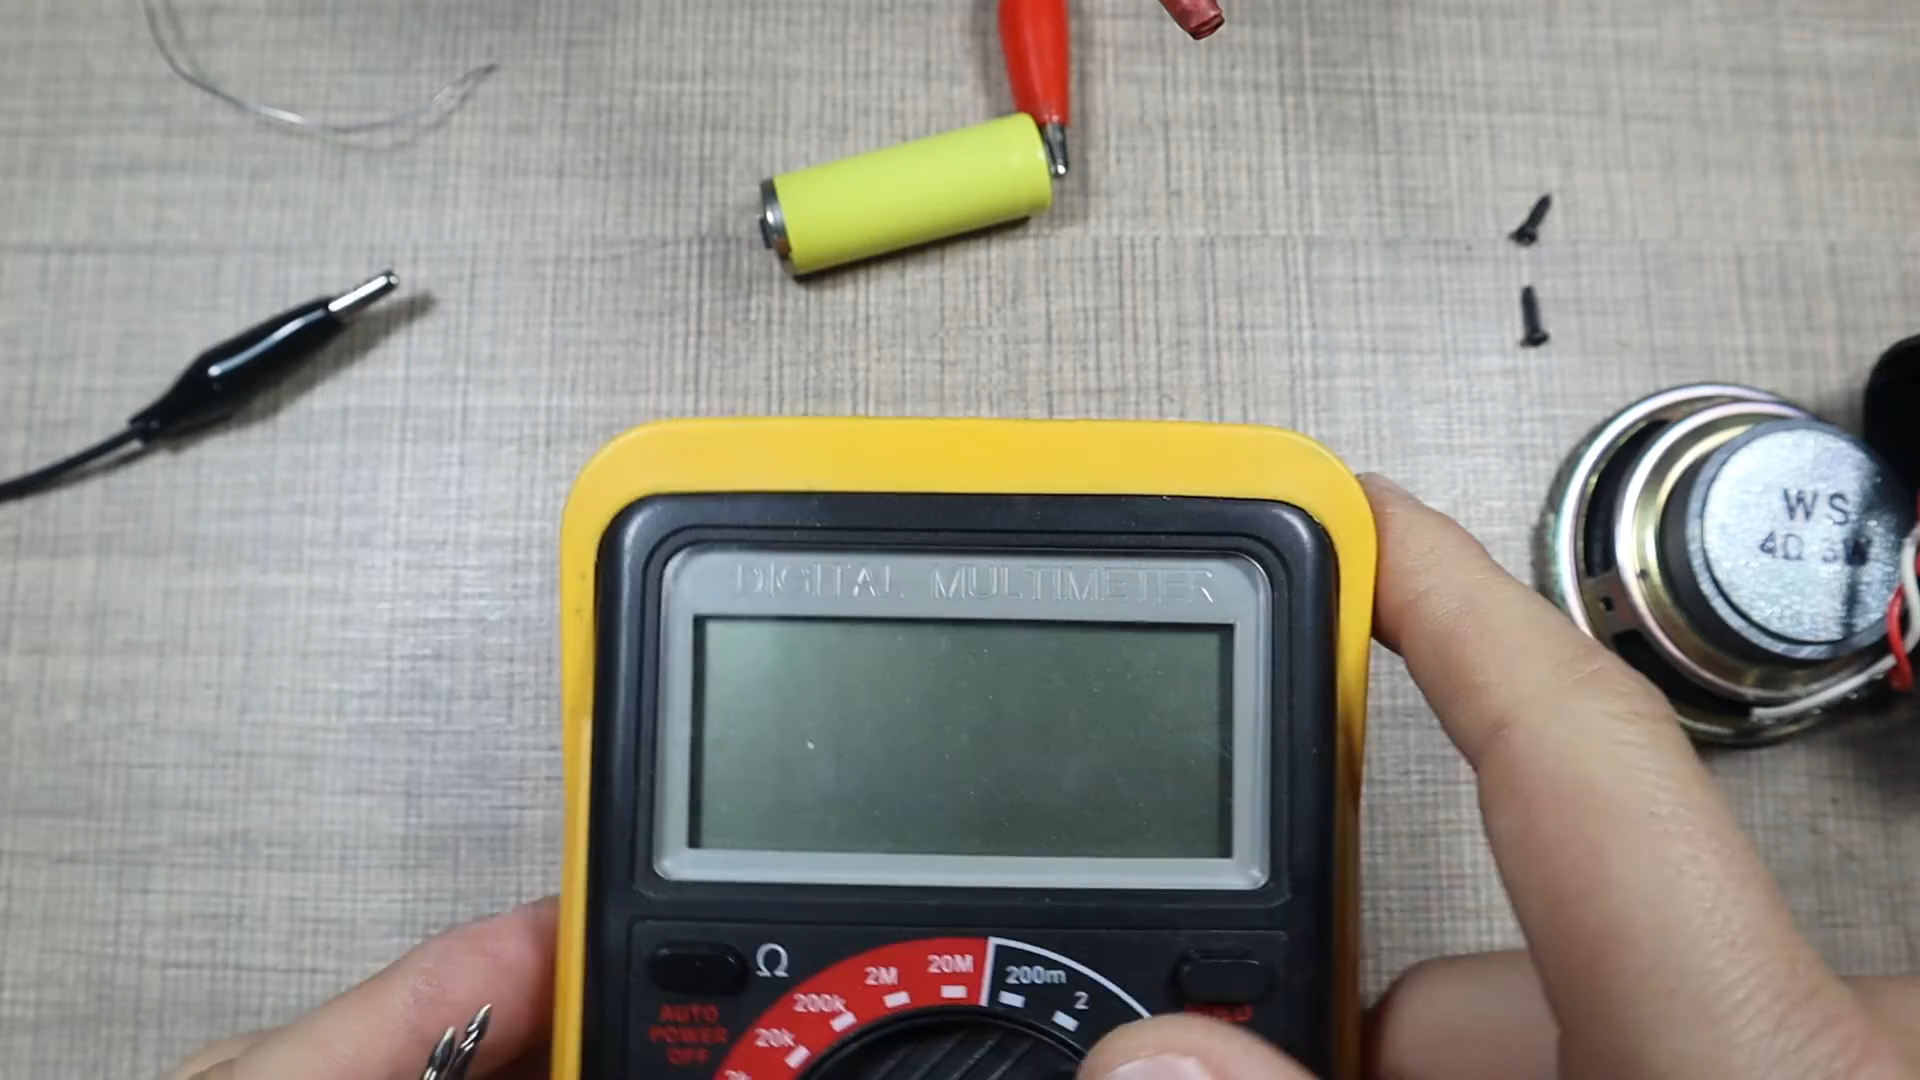 WS
4Ω 3W
DIGITAL MULTIMETER
Ω
AUTO
POWER
OFF
20k
200k
2M
20M
200m
2